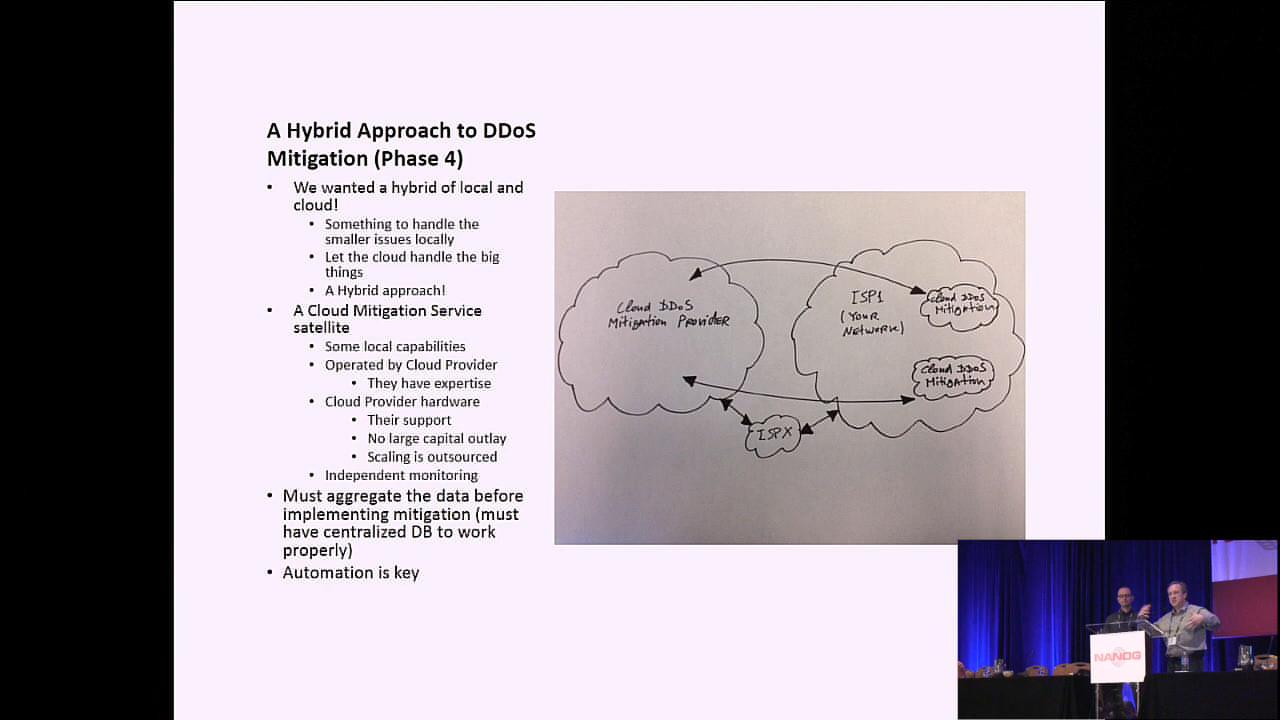 A Hybrid Approach to DDoS
Mitigation (Phase 4)
• We wanted a hybrid of local and
cloud!
• Something to handle the
smaller issues locally
• Let the cloud handle the big
things
• A Hybrid approach!
• A Cloud Mitigation Service
satellite
• Some local capabilities
• Operated by Cloud Provider
• They have expertise
• Cloud Provider hardware
• Their support
• No large capital outlay
• Scaling is outsourced
• Independent monitoring
• Must aggregate the data before
implementing mitigation (must
have centralized DB to work
properly)
• Automation is key
Cloud DDoS
Mitigation Provider
ISP1
(Your
Network)
Cloud DDoS
Mitigation
Cloud DDoS
Mitigation
ISPX
NANOG